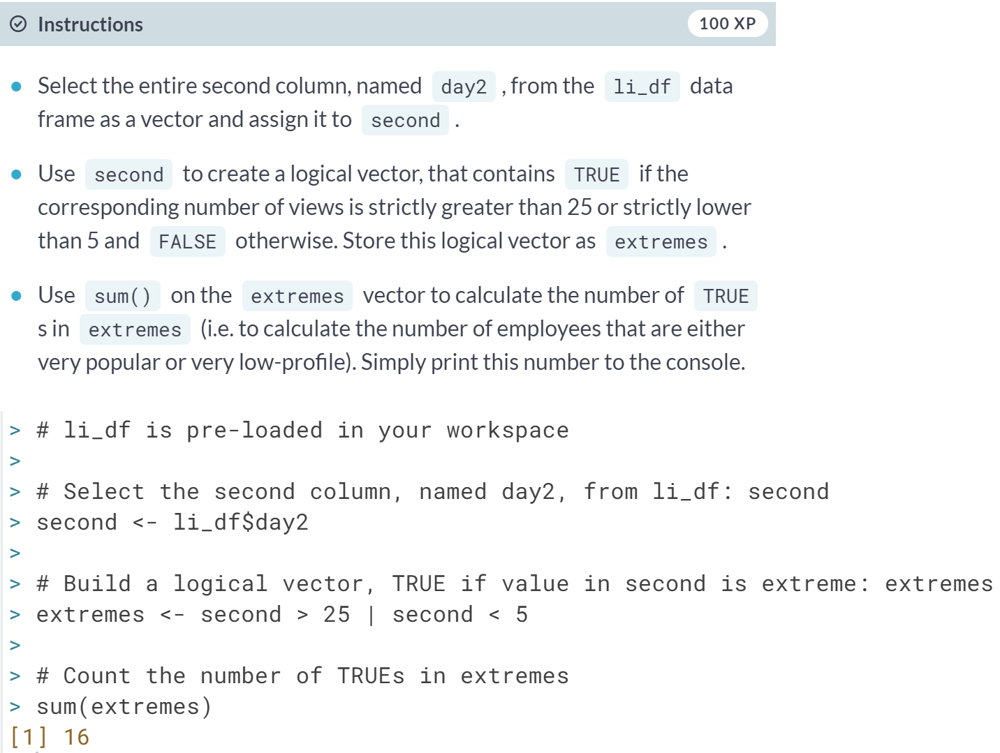 Instructions 100 XP
Select the entire second column, named day2 , from the li_df data
frame as a vector and assign it to second .
Use second to create a logical vector, that contains TRUE if the
corresponding number of views is strictly greater than 25 or strictly lower
than 5 and FALSE otherwise. Store this logical vector as extremes .
Use sum() on the extremes vector to calculate the number of TRUE
s in extremes (i.e. to calculate the number of employees that are either
very popular or very low-profile). Simply print this number to the console.
> # li_df is pre-loaded in your workspace
>
> # Select the second column, named day2, from li_df: second
> second <- li_df$day2
>
> # Build a logical vector, TRUE if value in second is extreme: extremes
> extremes <- second > 25 | second < 5
>
> # Count the number of TRUEs in extremes
> sum(extremes)
[1] 16